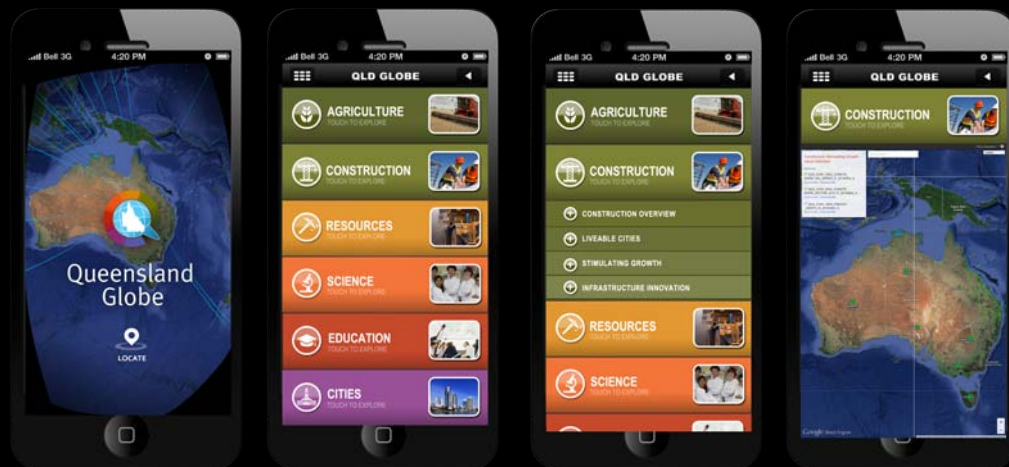 Bell 3G 4:20 PM
Queensland
Globe
LOCATE
Bell 3G 4:20 PM
QLD GLOBE
AGRICULTURE
TOUCH TO EXPLORE
CONSTRUCTION
TOUCH TO EXPLORE
RESOURCES
TOUCH TO EXPLORE
SCIENCE
TOUCH TO EXPLORE
EDUCATION
TOUCH TO EXPLORE
CITIES
TOUCH TO EXPLORE
Bell 3G 4:20 PM
QLD GLOBE
AGRICULTURE
TOUCH TO EXPLORE
CONSTRUCTION
TOUCH TO EXPLORE
CONSTRUCTION OVERVIEW
LIVEABLE CITIES
STIMULATING GROWTH
INFRASTRUCTURE INNOVATION
RESOURCES
TOUCH TO EXPLORE
SCIENCE
TOUCH TO EXPLORE
Bell 3G 4:20 PM
QLD GLOBE
CONSTRUCTION
TOUCH TO EXPLORE
Google